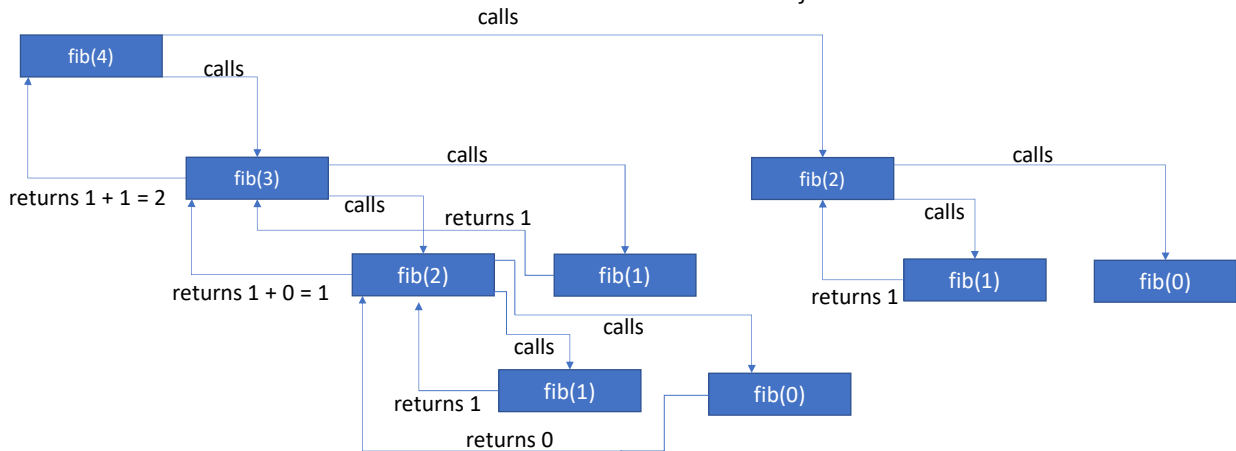 calls
fib(4)
calls
calls
calls
fib(3)
fib(2)
returns 1 + 1 = 2
calls
calls
returns 1
fib(2)
fib(1)
fib(1)
fib(0)
returns 1 + 0 = 1
returns 1
calls
calls
fib(1)
fib(0)
returns 1
returns 0